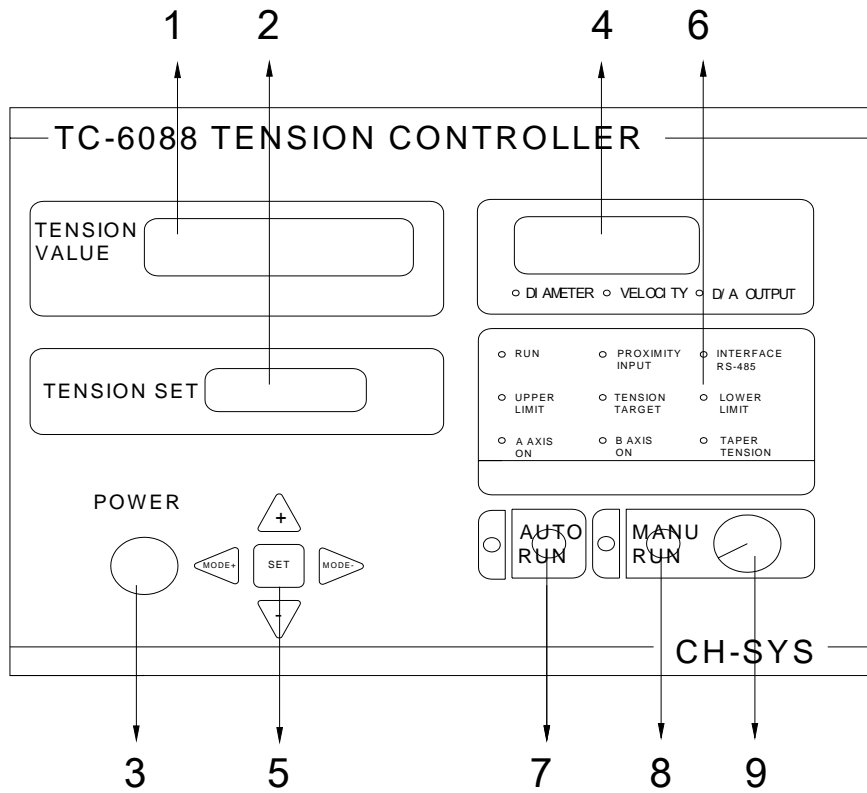 1 2 4 6
TC-6088 TENSION CONTROLLER
TENSION
VALUE
DIAMETER VELOCITY D/A OUTPUT
TENSION SET
RUN
PROXIMITY
INPUT
INTERFACE
RS-485
UPPER
LIMIT
TENSION
TARGET
LOWER
LIMIT
A AXIS
ON
B AXIS
ON
TAPER
TENSION
POWER
+
MODE+ SET MODE-
-
AUTO
RUN
MANU
RUN
CH-SYS
3 5 7 8 9